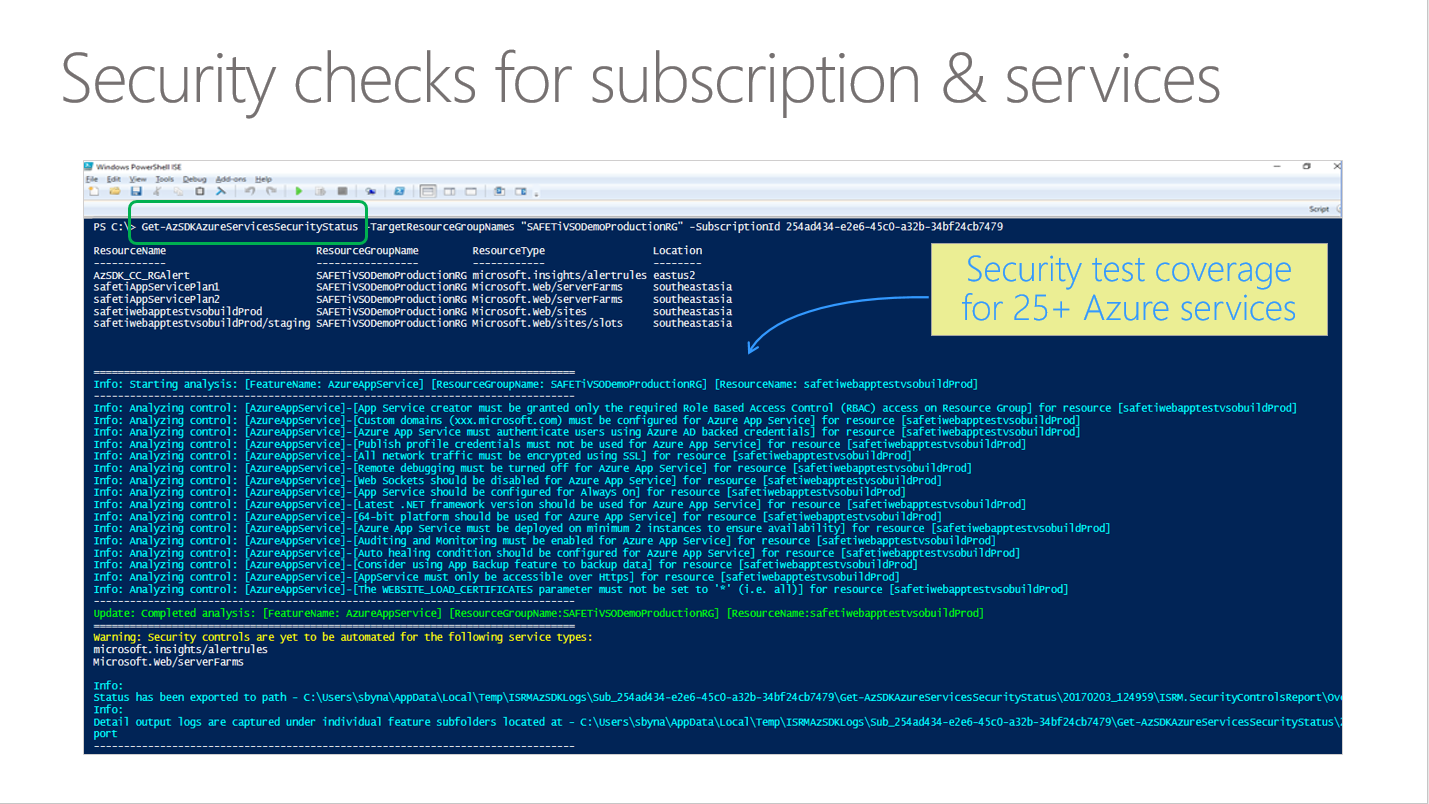 Security checks for subscription & services
Windows PowerShell ISE
File Edit View Tools Debug Add-ons Help
Script
PS C:\> Get-AzSDKAzureServicesSecurityStatus -TargetResourceGroupNames "SAFETiVSODemoProductionRG" -SubscriptionId 254ad434-e2e6-45c0-a32b-34bf24cb7479
ResourceName ResourceGroupName ResourceType Location
------------ ----------------- ------------ --------
AzSDK_CC_RGAlert SAFETiVSODemoProductionRG microsoft.insights/alertrules eastus2
safetiAppServicePlan1 SAFETiVSODemoProductionRG Microsoft.Web/serverFarms southeastasia
safetiAppServicePlan2 SAFETiVSODemoProductionRG Microsoft.Web/serverFarms southeastasia
safetiwebapptestvsobuildProd SAFETiVSODemoProductionRG Microsoft.Web/sites southeastasia
safetiwebapptestvsobuildProd/staging SAFETiVSODemoProductionRG Microsoft.Web/sites/slots southeastasia
Security test coverage
for 25+ Azure services
================================================================================
Info: Starting analysis: [FeatureName: AzureAppService] [ResourceGroupName: SAFETiVSODemoProductionRG] [ResourceName: safetiwebapptestvsobuildProd]
--------------------------------------------------------------------------------
Info: Analyzing control: [AzureAppService]-[App Service creator must be granted only the required Role Based Access Control (RBAC) access on Resource Group] for resource [safetiwebapptestvsobuildProd]
Info: Analyzing control: [AzureAppService]-[Custom domains (xxx.microsoft.com) must be configured for Azure App Service] for resource [safetiwebapptestvsobuildProd]
Info: Analyzing control: [AzureAppService]-[Azure App Service must authenticate users using Azure AD backed credentials] for resource [safetiwebapptestvsobuildProd]
Info: Analyzing control: [AzureAppService]-[Publish profile credentials must not be used for Azure App Service] for resource [safetiwebapptestvsobuildProd]
Info: Analyzing control: [AzureAppService]-[All network traffic must be encrypted using SSL] for resource [safetiwebapptestvsobuildProd]
Info: Analyzing control: [AzureAppService]-[Remote debugging must be turned off for Azure App Service] for resource [safetiwebapptestvsobuildProd]
Info: Analyzing control: [AzureAppService]-[Web Sockets should be disabled for Azure App Service] for resource [safetiwebapptestvsobuildProd]
Info: Analyzing control: [AzureAppService]-[App Service should be configured for Always On] for resource [safetiwebapptestvsobuildProd]
Info: Analyzing control: [AzureAppService]-[Latest .NET framework version should be used for Azure App Service] for resource [safetiwebapptestvsobuildProd]
Info: Analyzing control: [AzureAppService]-[64-bit platform should be used for Azure App Service] for resource [safetiwebapptestvsobuildProd]
Info: Analyzing control: [AzureAppService]-[Azure App Service must be deployed on minimum 2 instances to ensure availability] for resource [safetiwebapptestvsobuildProd]
Info: Analyzing control: [AzureAppService]-[Auditing and Monitoring must be enabled for Azure App Service] for resource [safetiwebapptestvsobuildProd]
Info: Analyzing control: [AzureAppService]-[Auto healing condition should be configured for Azure App Service] for resource [safetiwebapptestvsobuildProd]
Info: Analyzing control: [AzureAppService]-[Consider using App Backup feature to backup data] for resource [safetiwebapptestvsobuildProd]
Info: Analyzing control: [AzureAppService]-[AppService must only be accessible over Https] for resource [safetiwebapptestvsobuildProd]
Info: Analyzing control: [AzureAppService]-[The WEBSITE_LOAD_CERTIFICATES parameter must not be set to '*' (i.e. all)] for resource [safetiwebapptestvsobuildProd]
--------------------------------------------------------------------------------
Update: Completed analysis: [FeatureName: AzureAppService] [ResourceGroupName:SAFETiVSODemoProductionRG] [ResourceName:safetiwebapptestvsobuildProd]
================================================================================
Warning: Security controls are yet to be automated for the following service types:
microsoft.insights/alertrules
Microsoft.Web/serverFarms
Info:
Status has been exported to path - C:\Users\sbyna\AppData\Local\Temp\ISRMAzSDKLogs\Sub_254ad434-e2e6-45c0-a32b-34bf24cb7479\Get-AzSDKAzureServicesSecurityStatus\20170203_124959\ISRM.SecurityControlsReport\Ov
Info:
Detail output logs are captured under individual feature subfolders located at - C:\Users\sbyna\AppData\Local\Temp\ISRMAzSDKLogs\Sub_254ad434-e2e6-45c0-a32b-34bf24cb7479\Get-AzSDKAzureServicesSecurityStatus\
port
--------------------------------------------------------------------------------